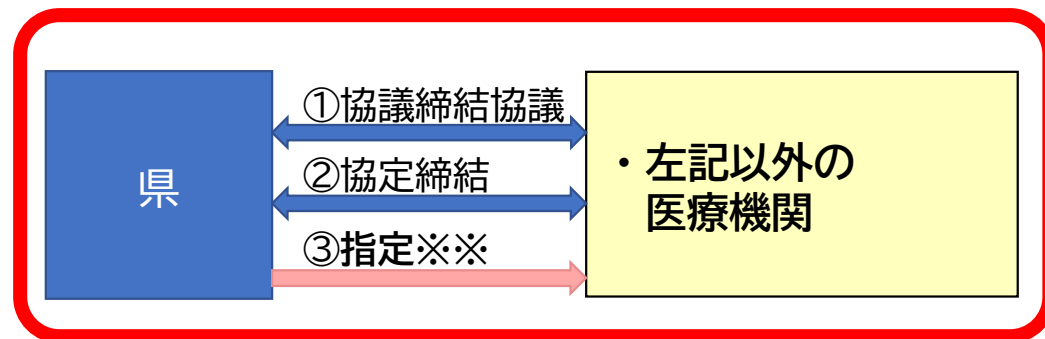 県
①協議締結協議
②協定締結
③指定※※
・左記以外の
医療機関